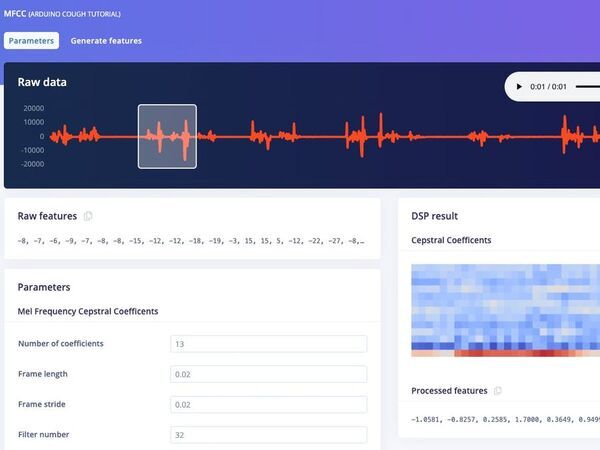 MFCC (ARDUINO COUGH TUTORIAL)
Parameters
Generate features
Raw data
0:01 / 0:01
20000
10000
0
-10000
-20000
Raw features
-8, -7, -6, -9, -7, -8, -8, -15, -12, -12, -18, -19, -3, 15, 15, 5, -12, -22, -27, -8,…
Parameters
Mel Frequency Cepstral Coefficents
Number of coefficients
13
Frame length
0.02
Frame stride
0.02
Filter number
32
DSP result
Cepstral Coefficents
Processed features
-1.0581, -0.8257, 0.2585, 1.7000, 0.3649, 0.949